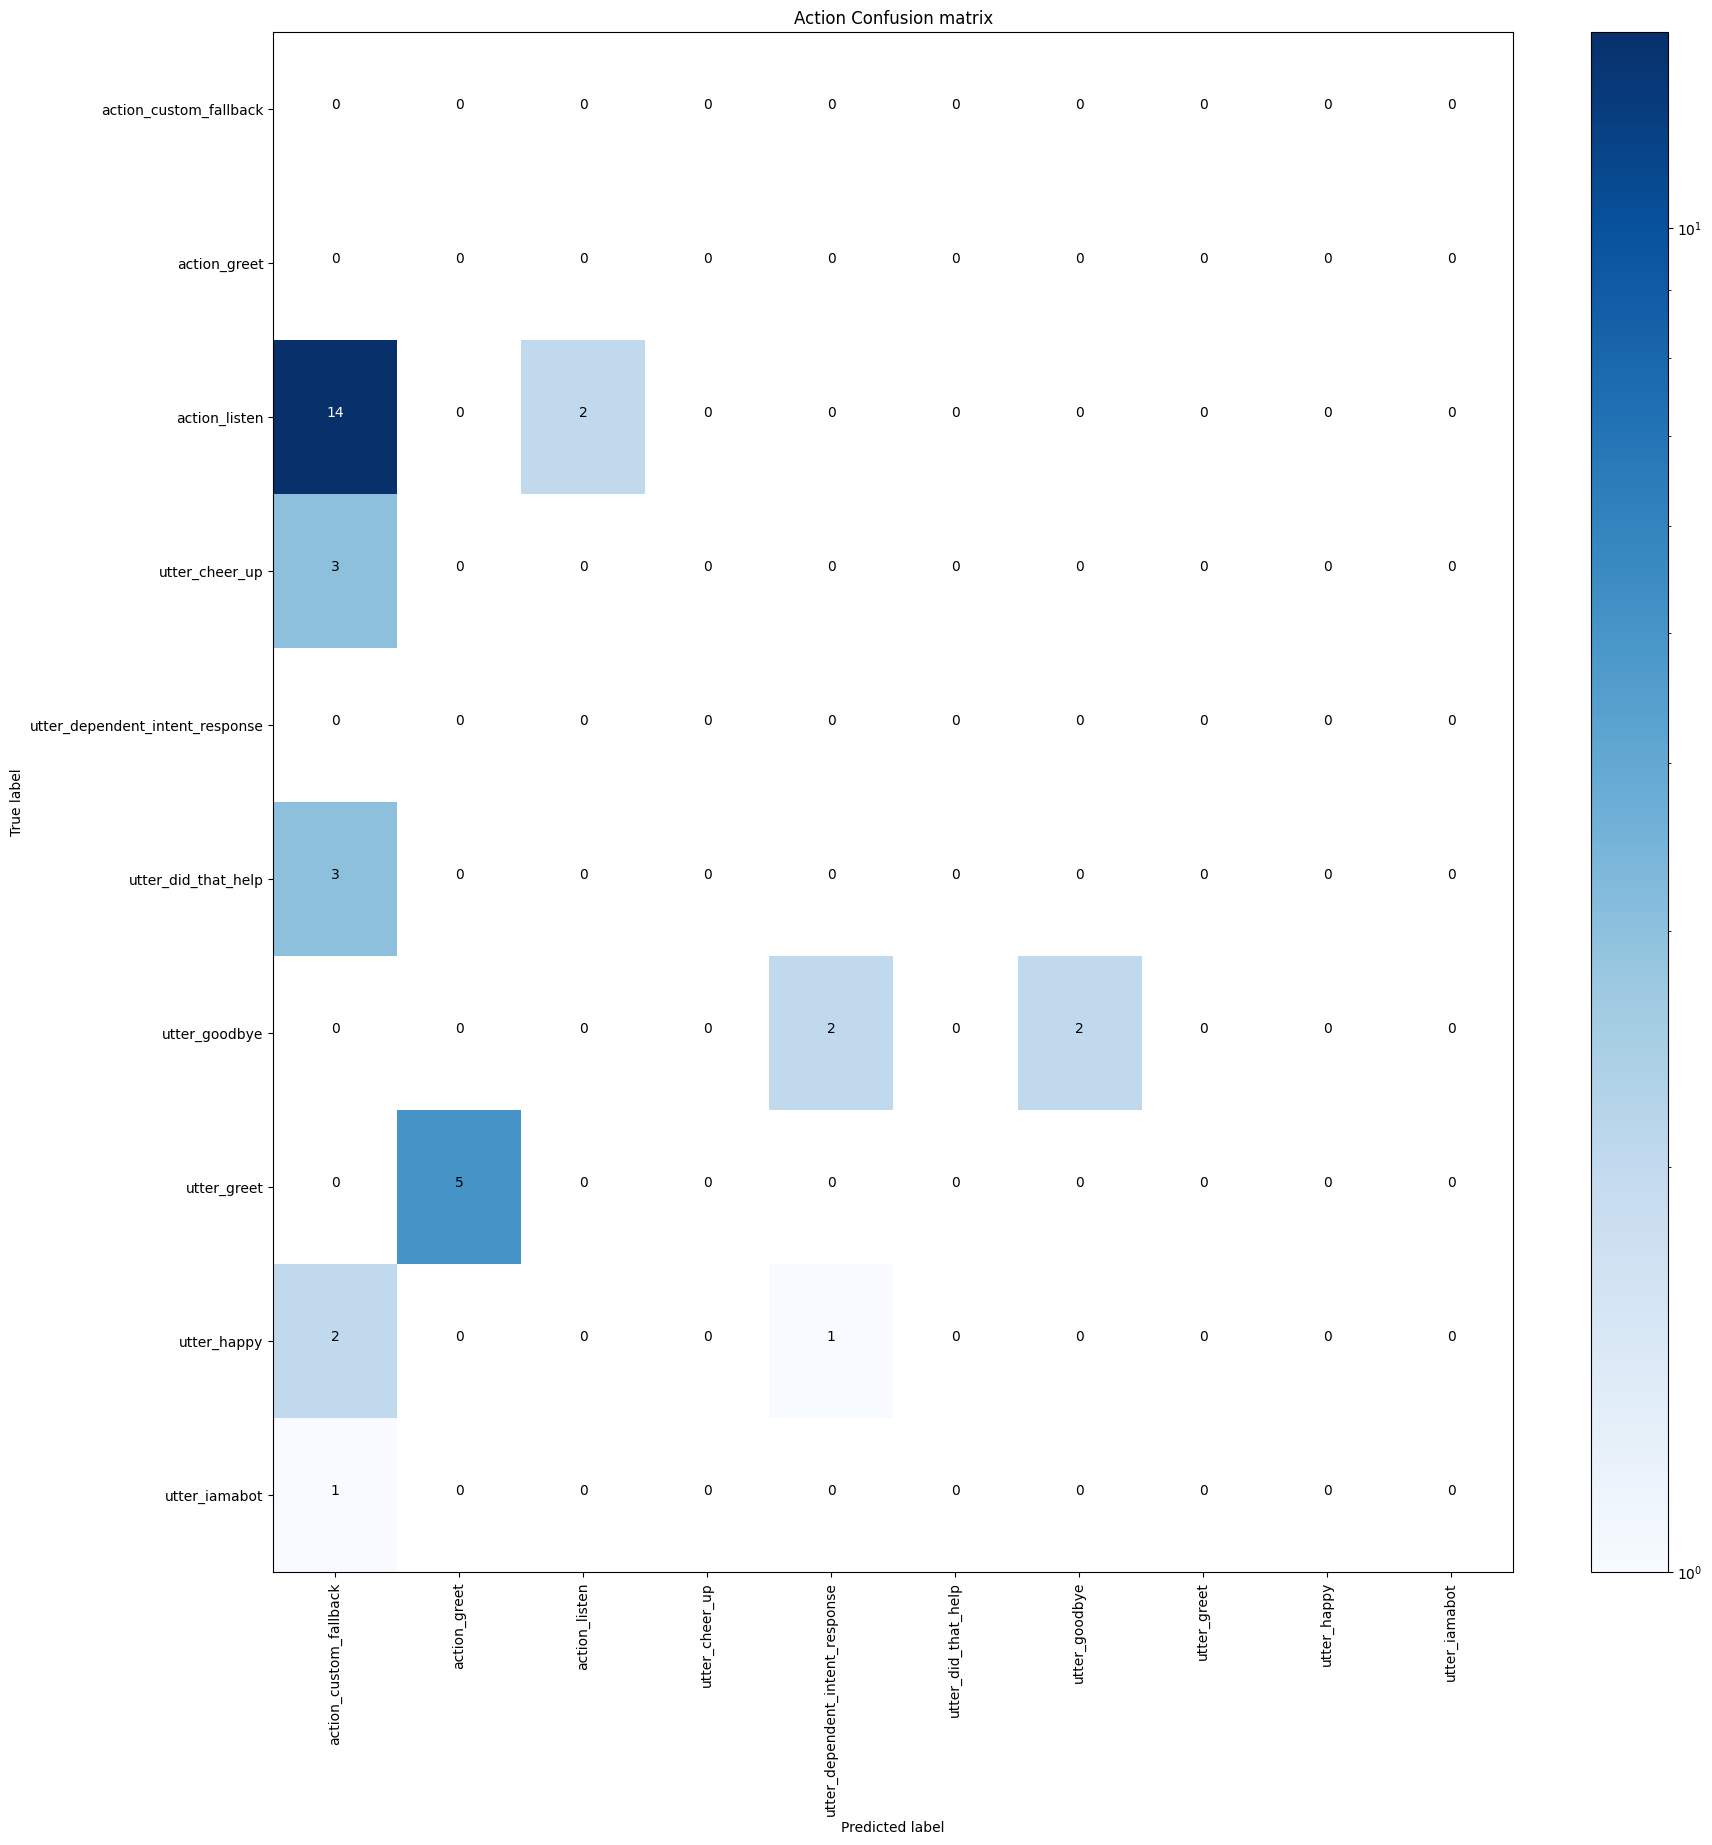 Action Confusion matrix
True label
action_custom_fallback 0 0 0 0 0 0 0 0 0 0
action_greet 0 0 0 0 0 0 0 0 0 0
action_listen 14 0 2 0 0 0 0 0 0 0
utter_cheer_up 3 0 0 0 0 0 0 0 0 0
utter_dependent_intent_response 0 0 0 0 0 0 0 0 0 0
utter_did_that_help 3 0 0 0 0 0 0 0 0 0
utter_goodbye 0 0 0 0 2 0 2 0 0 0
utter_greet 0 5 0 0 0 0 0 0 0 0
utter_happy 2 0 0 0 1 0 0 0 0 0
utter_iamabot 1 0 0 0 0 0 0 0 0 0
action_custom_fallback
action_greet
action_listen
utter_cheer_up
utter_dependent_intent_response
utter_did_that_help
utter_goodbye
utter_greet
utter_happy
utter_iamabot
Predicted label
10¹
10⁰